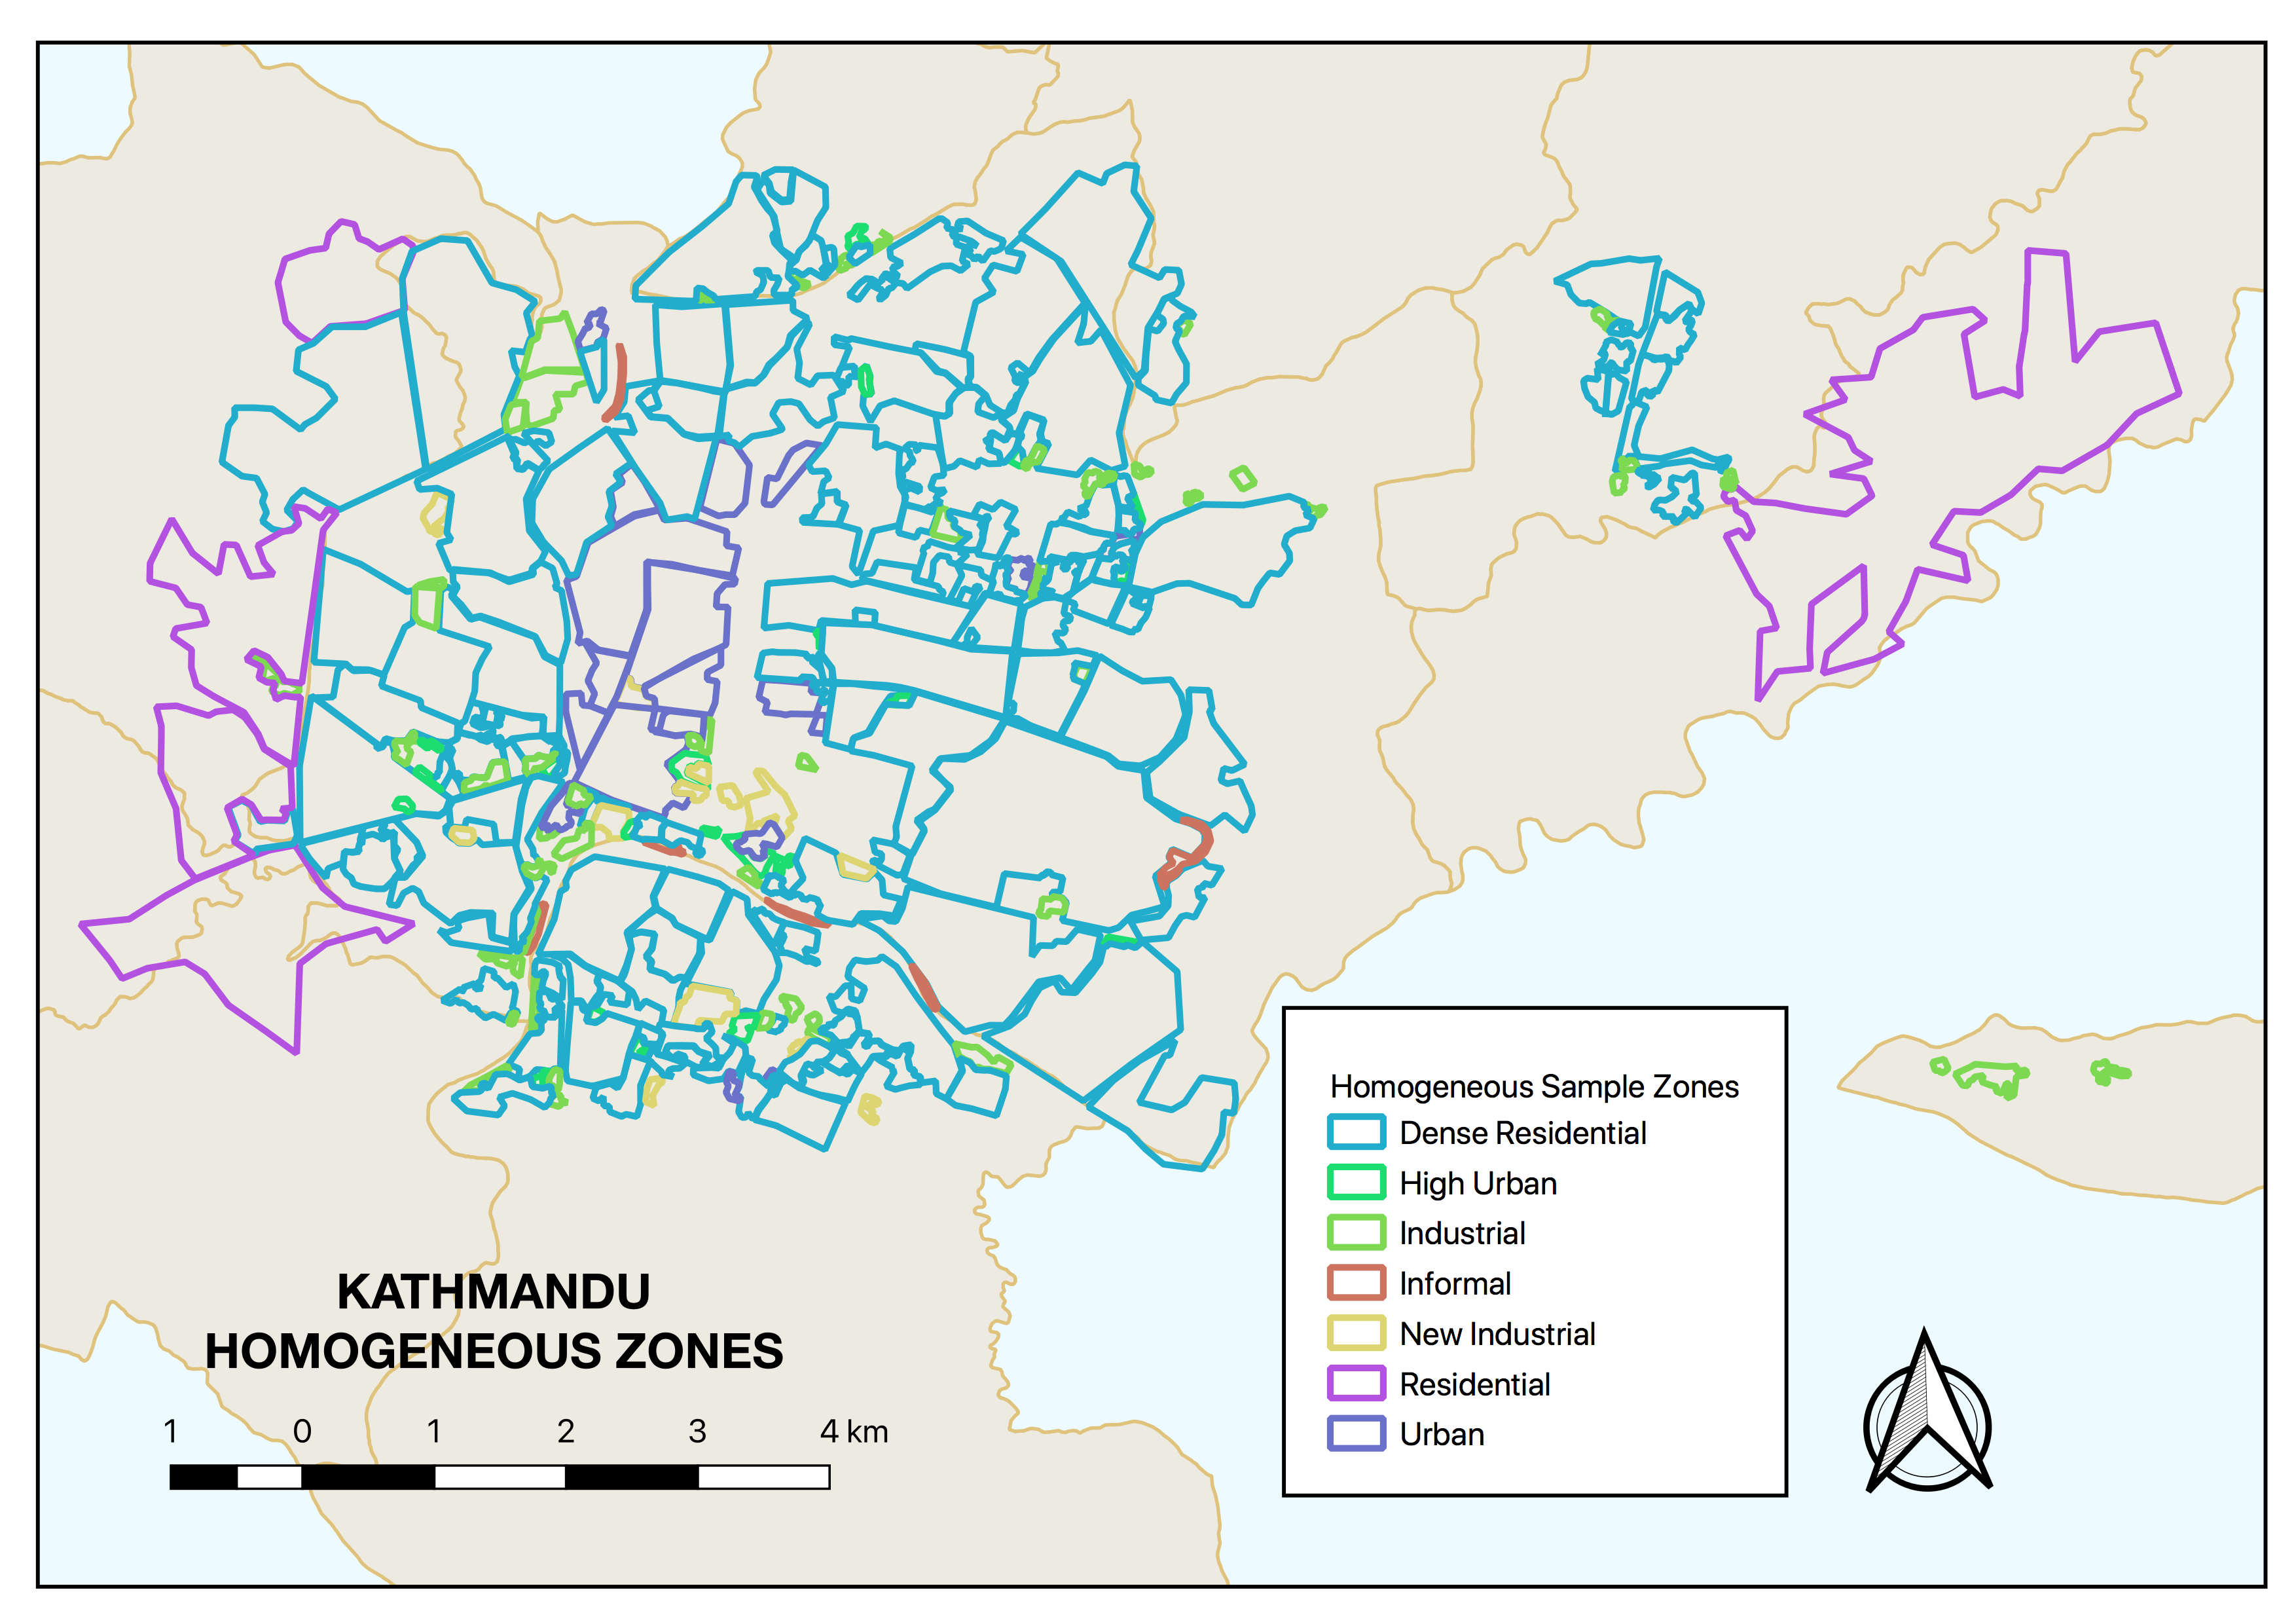 Homogeneous Sample Zones
Dense Residential
High Urban
Industrial
Informal
New Industrial
Residential
Urban
KATHMANDU
HOMOGENEOUS ZONES
1 0 1 2 3 4 km